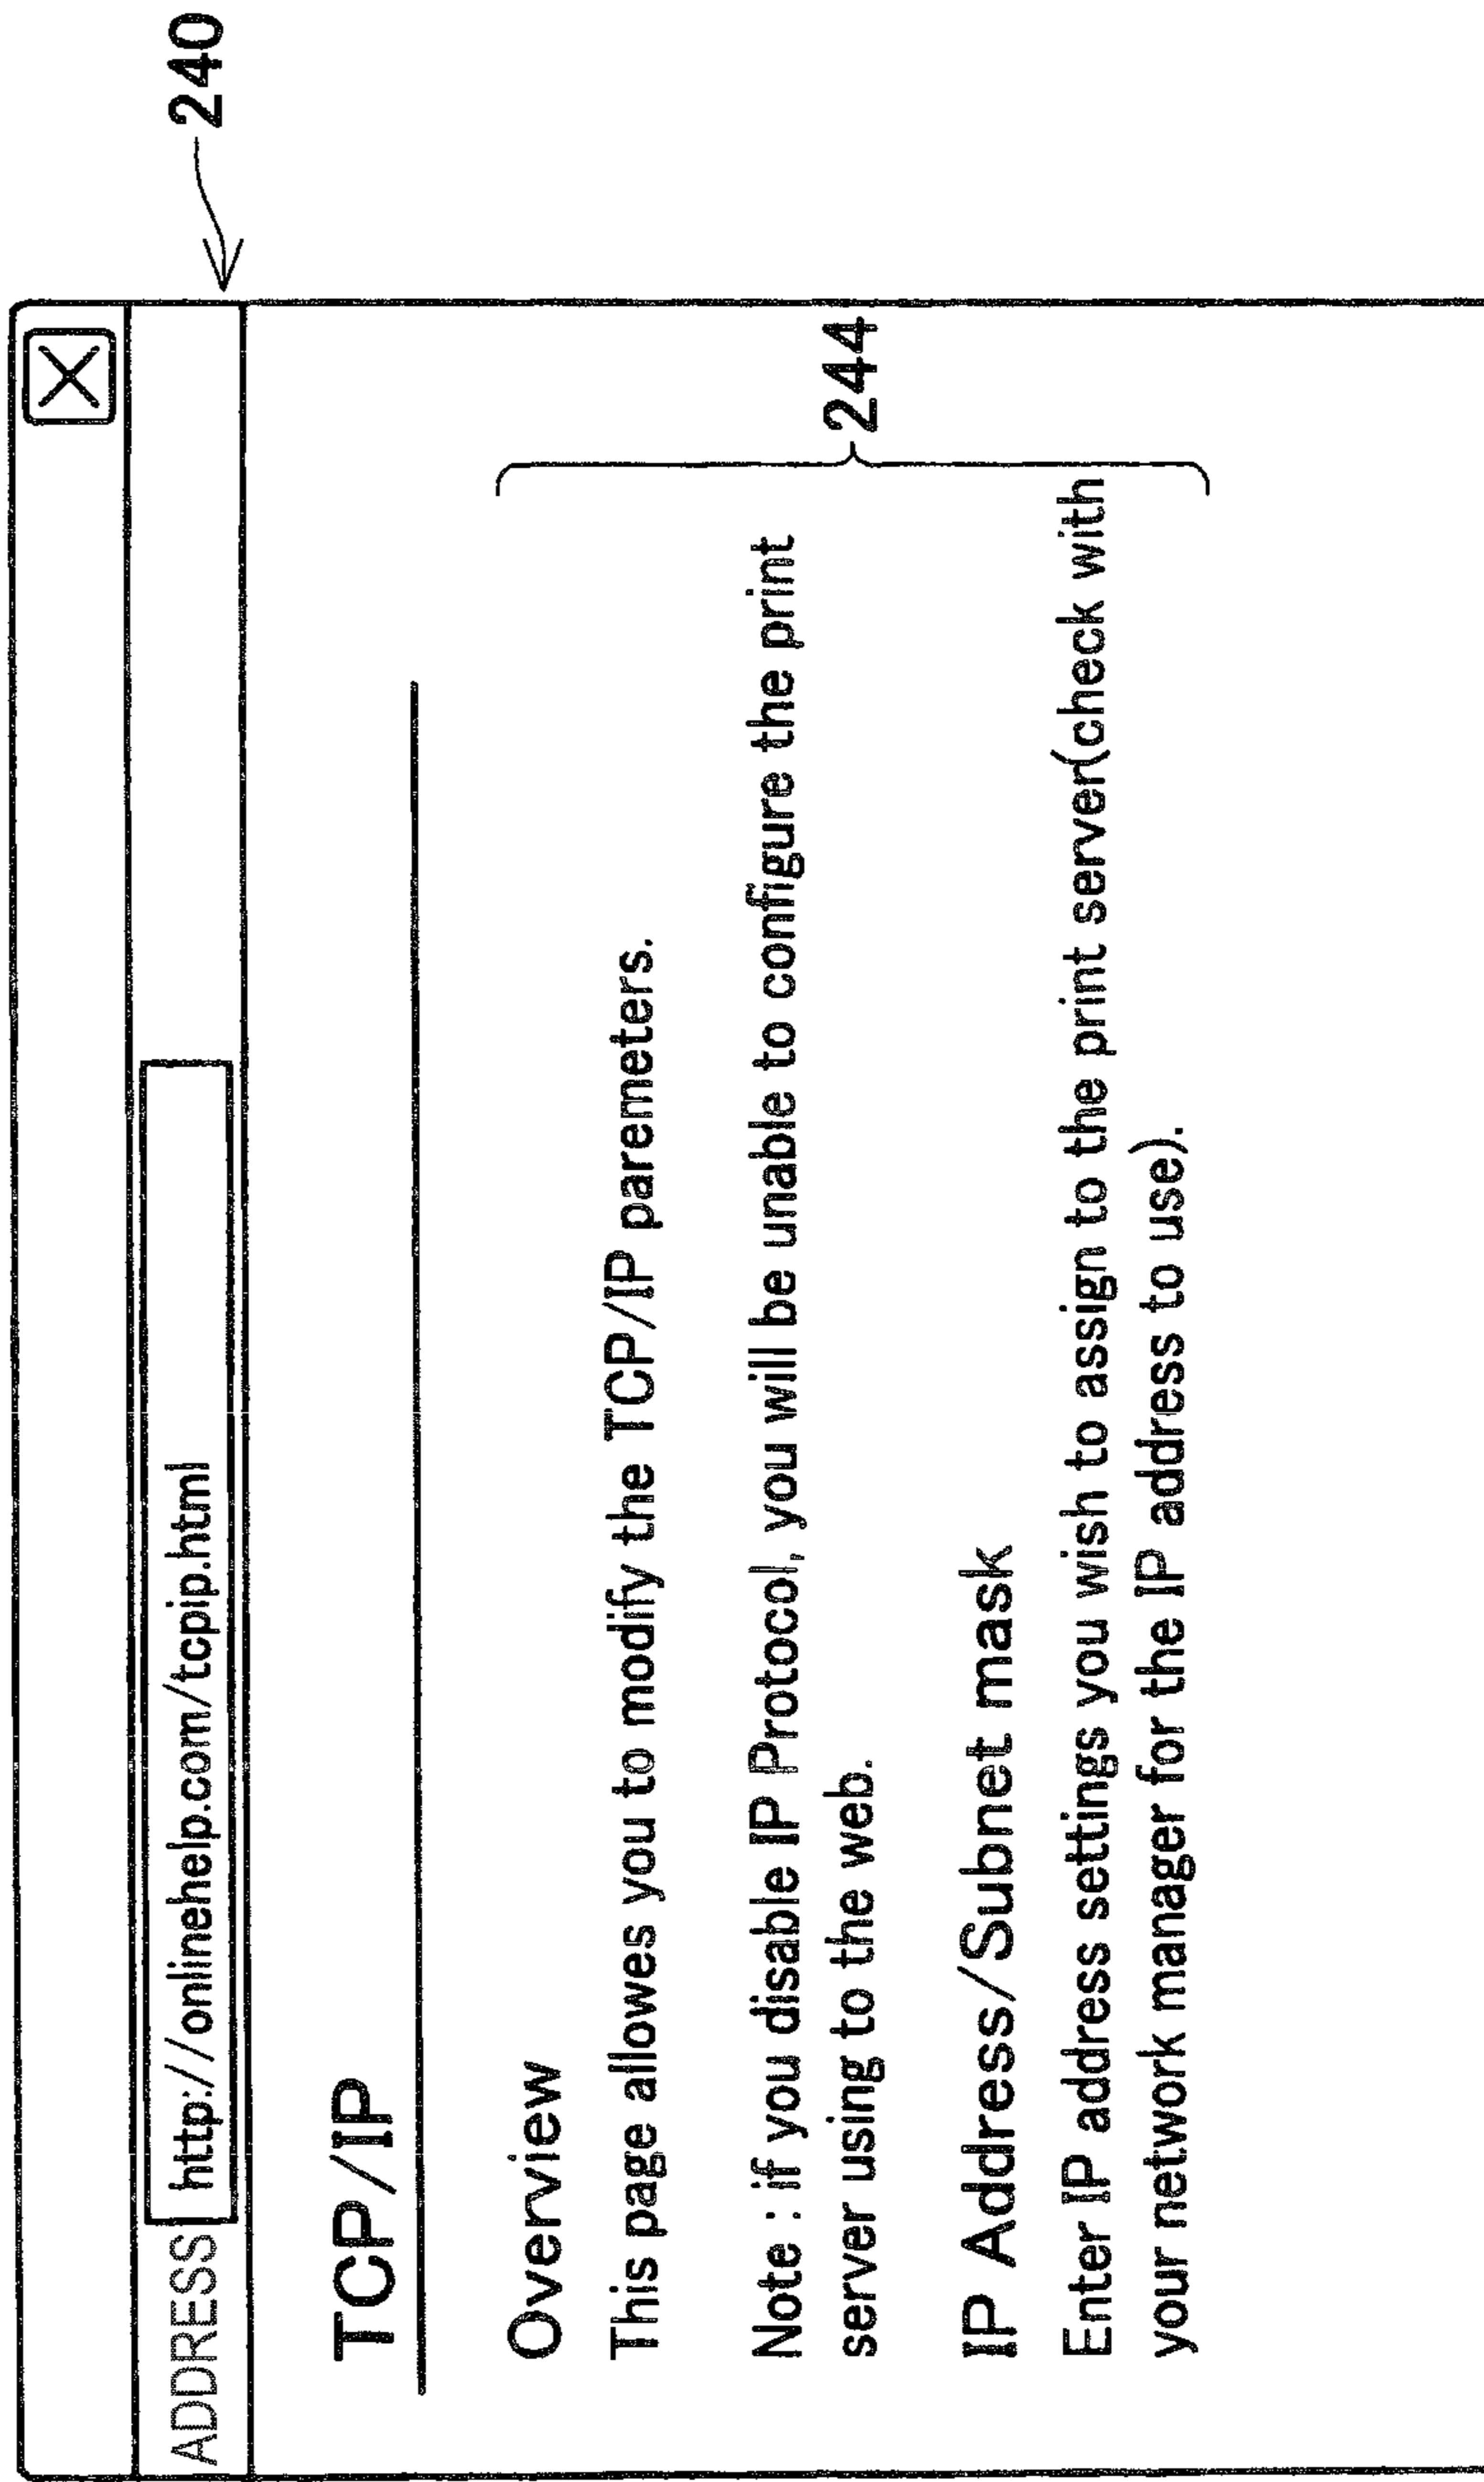 240
ADDRESS http://onlinehelp.com/tcpip.html
TCP/IP
Overview
This page allowes you to modify the TCP/IP paremeters.
Note : if you disable IP Protocol, you will be unable to configure the print
server using to the web.
244
IP Address/Subnet mask
Enter IP address settings you wish to assign to the print server(check with
your network manager for the IP address to use).